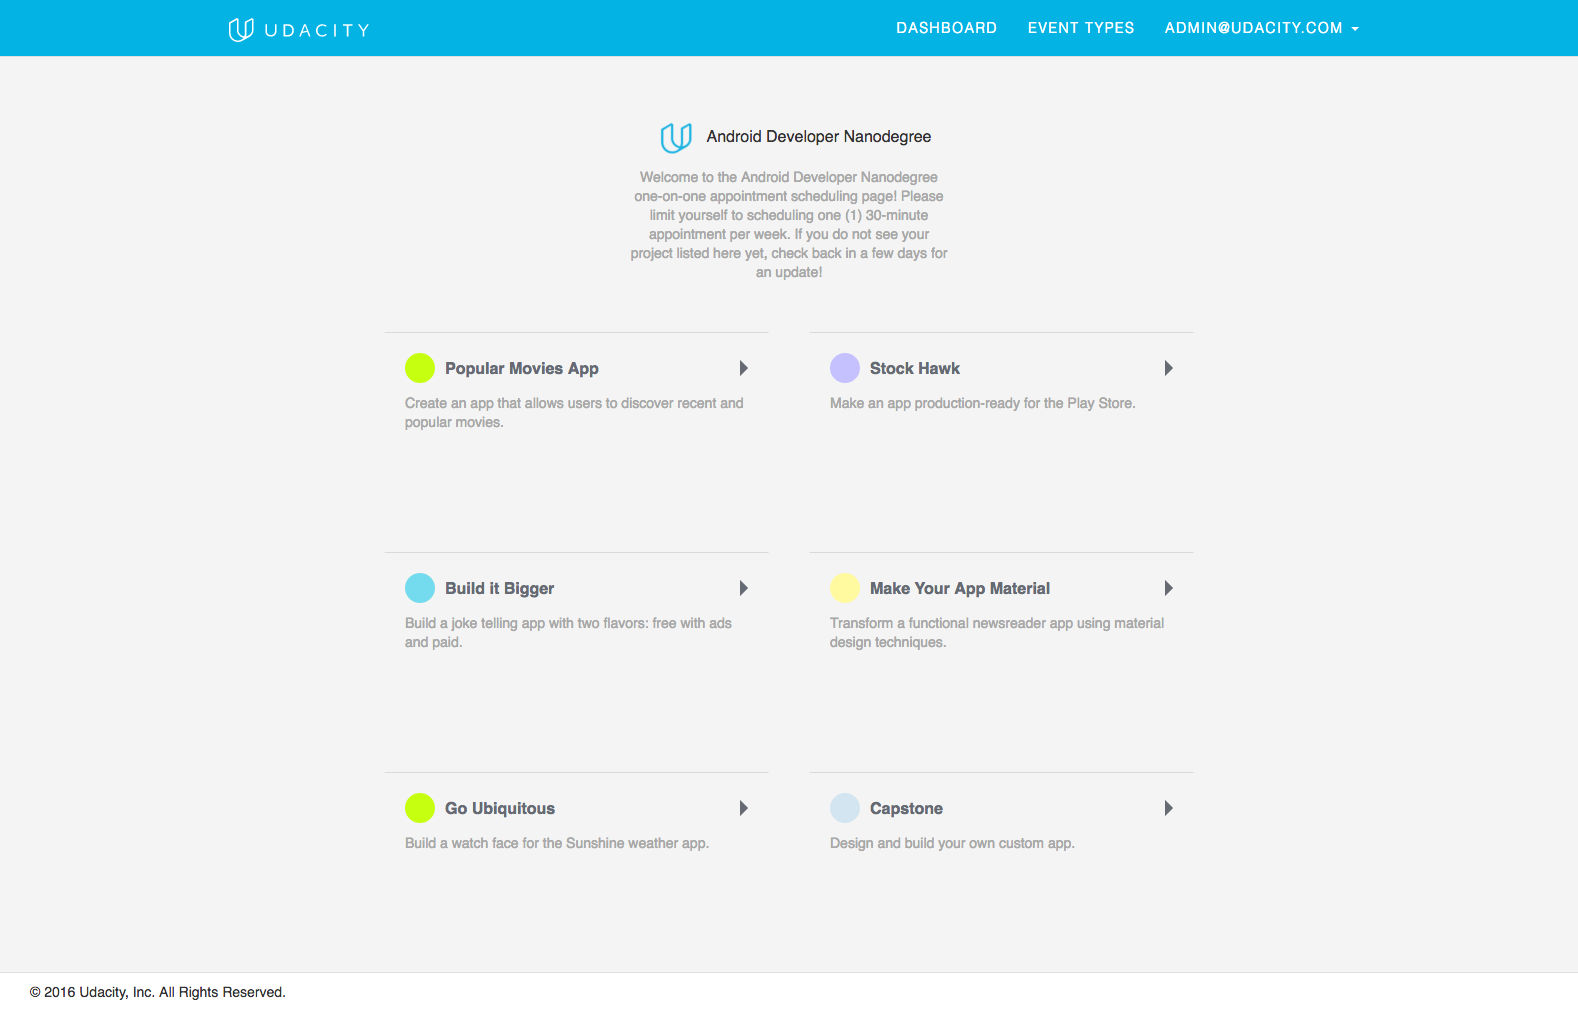 UDACITY
DASHBOARD
EVENT TYPES
ADMIN@UDACITY.COM
Android Developer Nanodegree
Welcome to the Android Developer Nanodegree
one-on-one appointment scheduling page! Please
limit yourself to scheduling one (1) 30-minute
appointment per week. If you do not see your
project listed here yet, check back in a few days for
an update!
Popular Movies App
Create an app that allows users to discover recent and
popular movies.
Stock Hawk
Make an app production-ready for the Play Store.
Build it Bigger
Build a joke telling app with two flavors: free with ads
and paid.
Make Your App Material
Transform a functional newsreader app using material
design techniques.
Go Ubiquitous
Build a watch face for the Sunshine weather app.
Capstone
Design and build your own custom app.
© 2016 Udacity, Inc. All Rights Reserved.